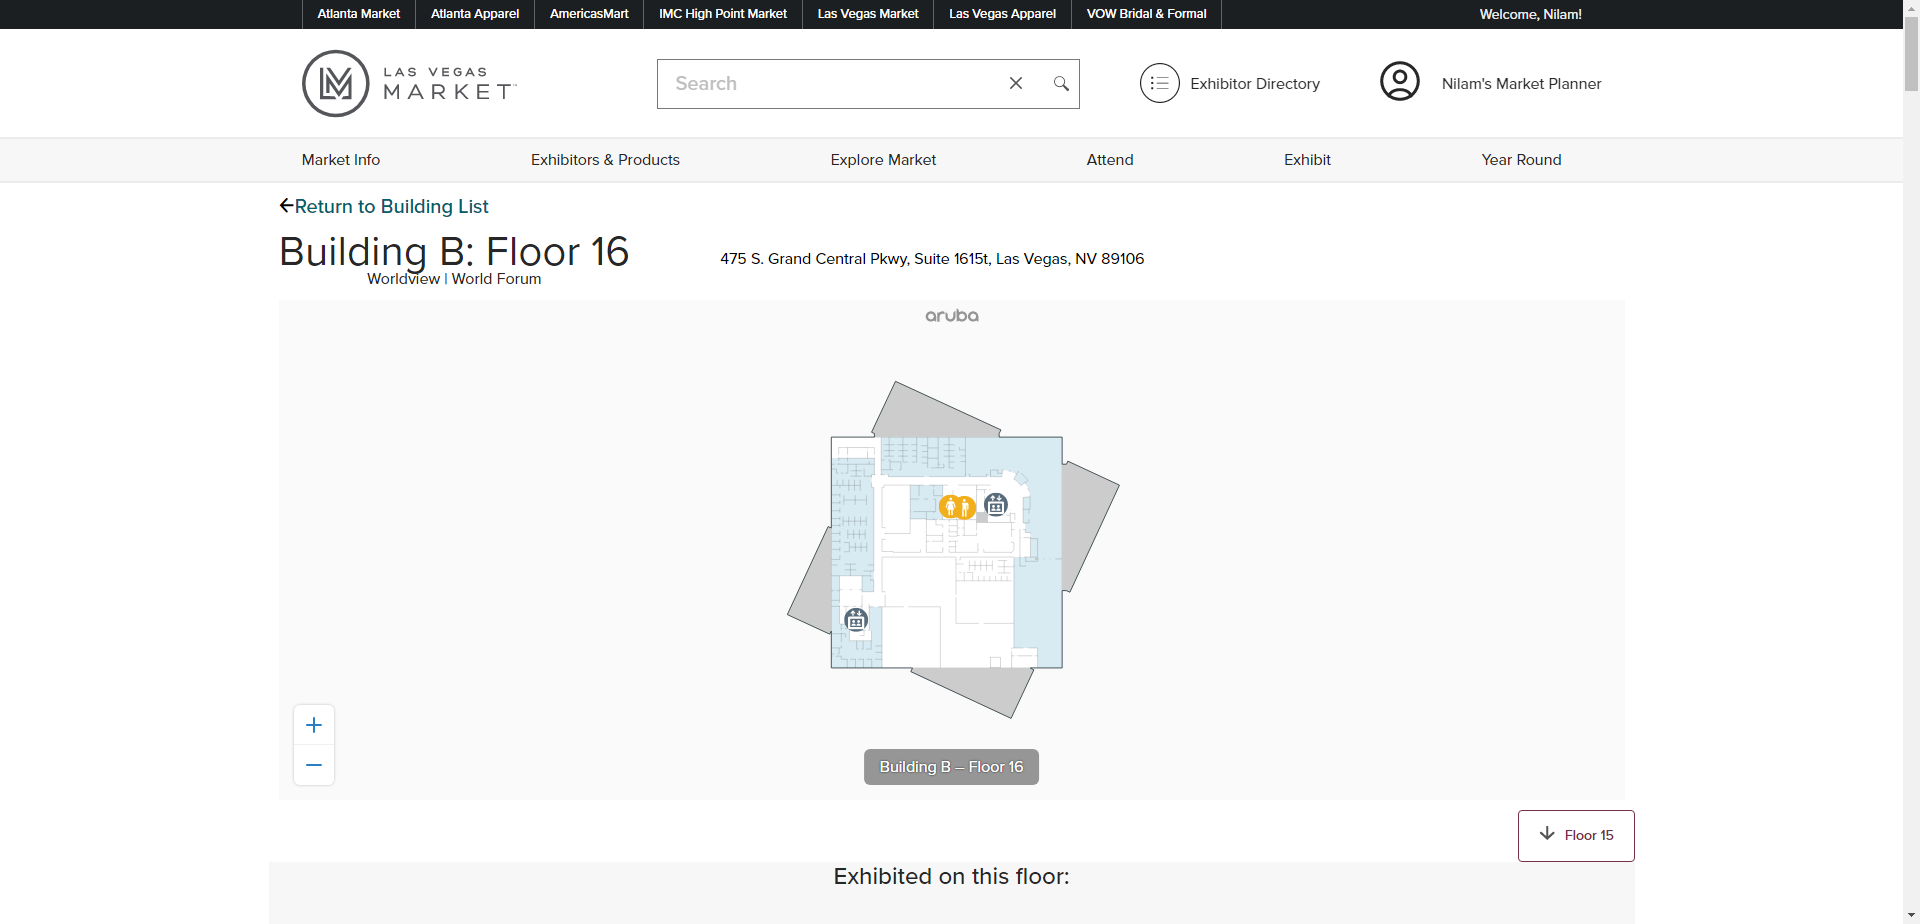 Atlanta Market Atlanta Apparel AmericasMart IMC High Point Market Las Vegas Market Las Vegas Apparel VOW Bridal & Formal Welcome, Nilam!
LAS VEGAS
MARKET
Search
Exhibitor Directory
Nilam's Market Planner
Market Info Exhibitors & Products Explore Market Attend Exhibit Year Round
Return to Building List
Building B: Floor 16
475 S. Grand Central Pkwy, Suite 1615t, Las Vegas, NV 89106
Worldview | World Forum
aruba
Building B – Floor 16
Floor 15
Exhibited on this floor: